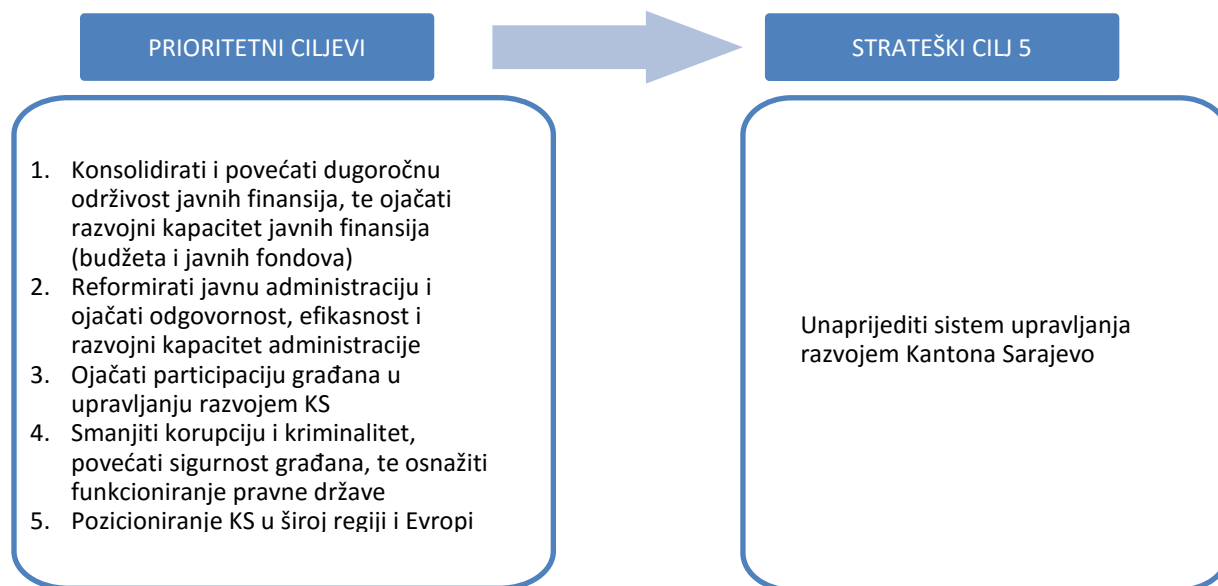 PRIORITETNI CILJEVI
STRATEŠKI CILJ 5
1. Konsolidirati i povećati dugoročnu
održivost javnih finansija, te ojačati
razvojni kapacitet javnih finansija
(budžeta i javnih fondova)
2. Reformirati javnu administraciju i
ojačati odgovornost, efikasnost i
razvojni kapacitet administracije
3. Ojačati participaciju građana u
upravljanju razvojem KS
4. Smanjiti korupciju i kriminalitet,
povećati sigurnost građana, te osnažiti
funkcioniranje pravne države
5. Pozicioniranje KS u široj regiji i Evropi
Unaprijediti sistem upravljanja
razvojem Kantona Sarajevo